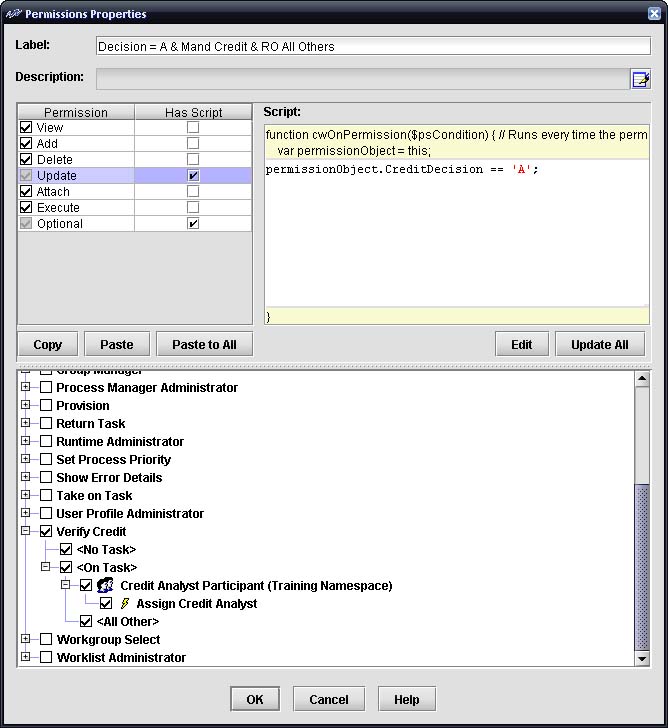 Permissions Properties
Label: Decision = A & Mand Credit & RO All Others
Description:
Permission Has Script
View
Add
Delete
Update
Attach
Execute
Optional
Script:
function cwOnPermission($psCondition) { // Runs every time the perm
var permissionObject = this;
permissionObject.CreditDecision == 'A';
}
Copy Paste Paste to All Edit Update All
Group Manager
Process Manager Administrator
Provision
Return Task
Runtime Administrator
Set Process Priority
Show Error Details
Take on Task
User Profile Administrator
Verify Credit
<No Task>
<On Task>
Credit Analyst Participant (Training Namespace)
Assign Credit Analyst
<All Other>
Workgroup Select
Worklist Administrator
OK Cancel Help